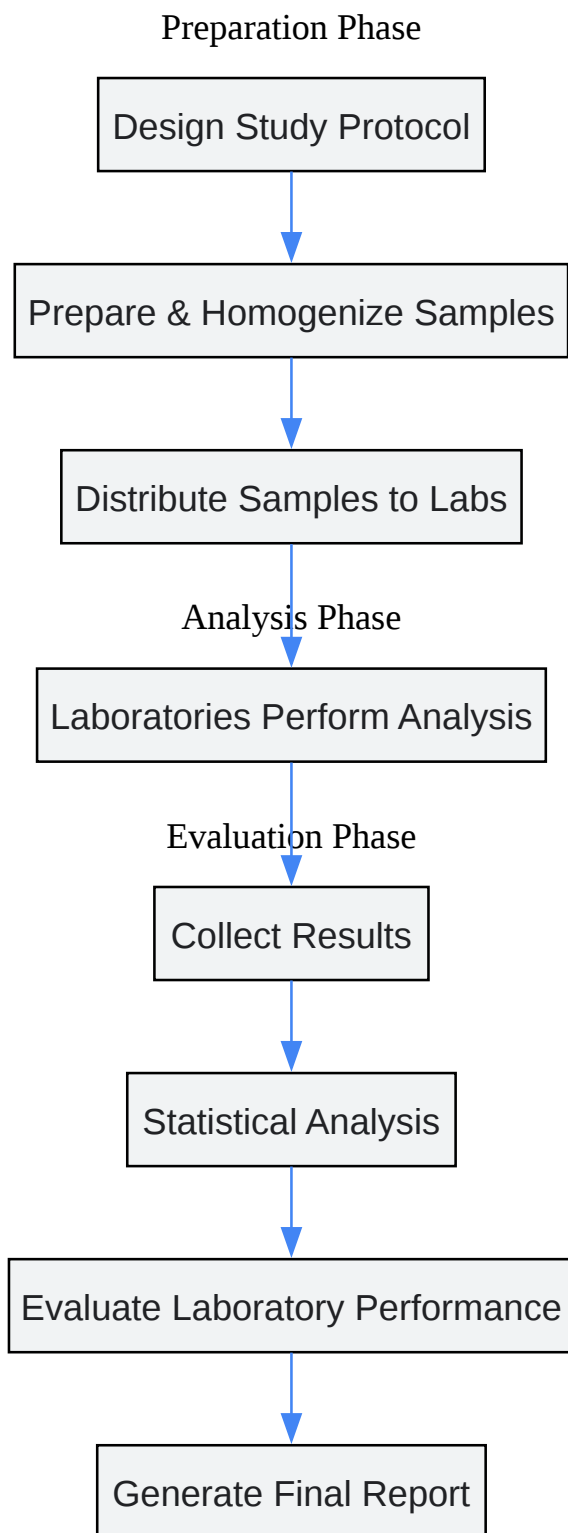 Preparation Phase
Design Study Protocol
Prepare & Homogenize Samples
Distribute Samples to Labs
Analysis Phase
Laboratories Perform Analysis
Evaluation Phase
Collect Results
Statistical Analysis
Evaluate Laboratory Performance
Generate Final Report